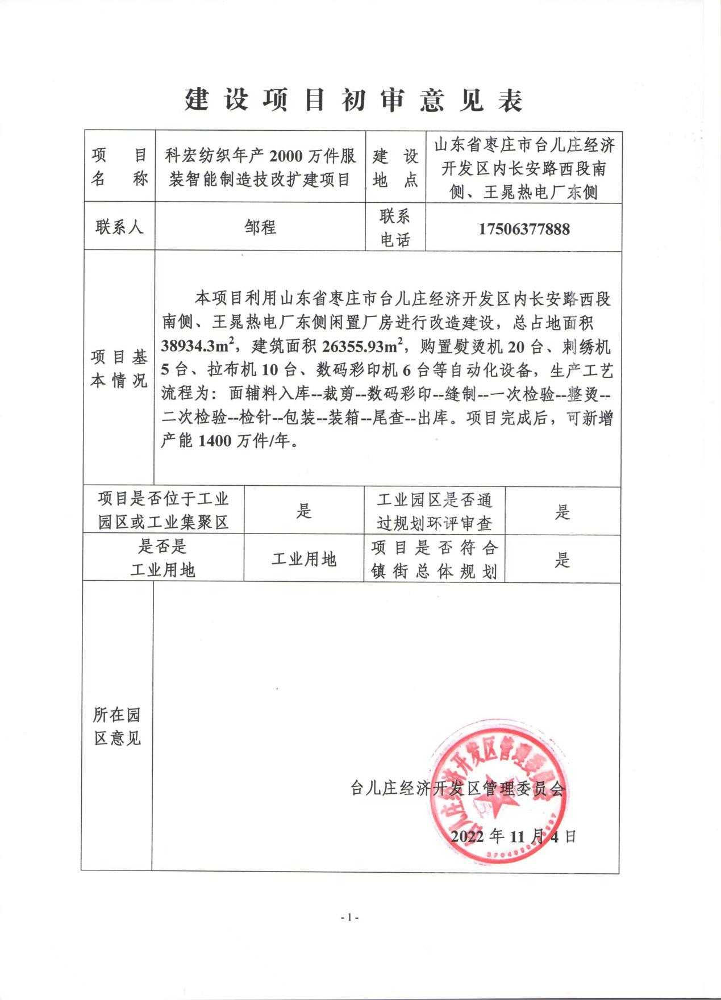 建设项目初审意见表
项目
名称
科宏纺织年产 2000 万件服
装智能制造技改扩建项目
建设
地点
山东省枣庄市台儿庄经济
开发区内长安路西段南
侧、王晁热电厂东侧
联系人
邹程
联系
电话
17506377888
项目基
本情况
本项目利用山东省枣庄市台儿庄经济开发区内长安路西段
南侧、王晁热电厂东侧闲置厂房进行改造建设，总占地面积
38934.3m²，建筑面积 26355.93m²，购置熨烫机 20 台、刺绣机
5 台、拉布机 10 台、数码彩印机 6 台等自动化设备，生产工艺
流程为：面辅料入库--裁剪--数码彩印--缝制--一次检验--整烫--
二次检验--检针--包装--装箱--尾查--出库。项目完成后，可新增
产能 1400 万件/年。
项目是否位于工业
园区或工业集聚区
是
工业园区是否通
过规划环评审查
是
是否是
工业用地
工业用地
项目是否符合
镇街总体规划
是
所在园
区意见
台儿庄经济开发区管理委员会
台儿庄经济开发区管理委员会
2022 年 11 月 4 日
- 1 -